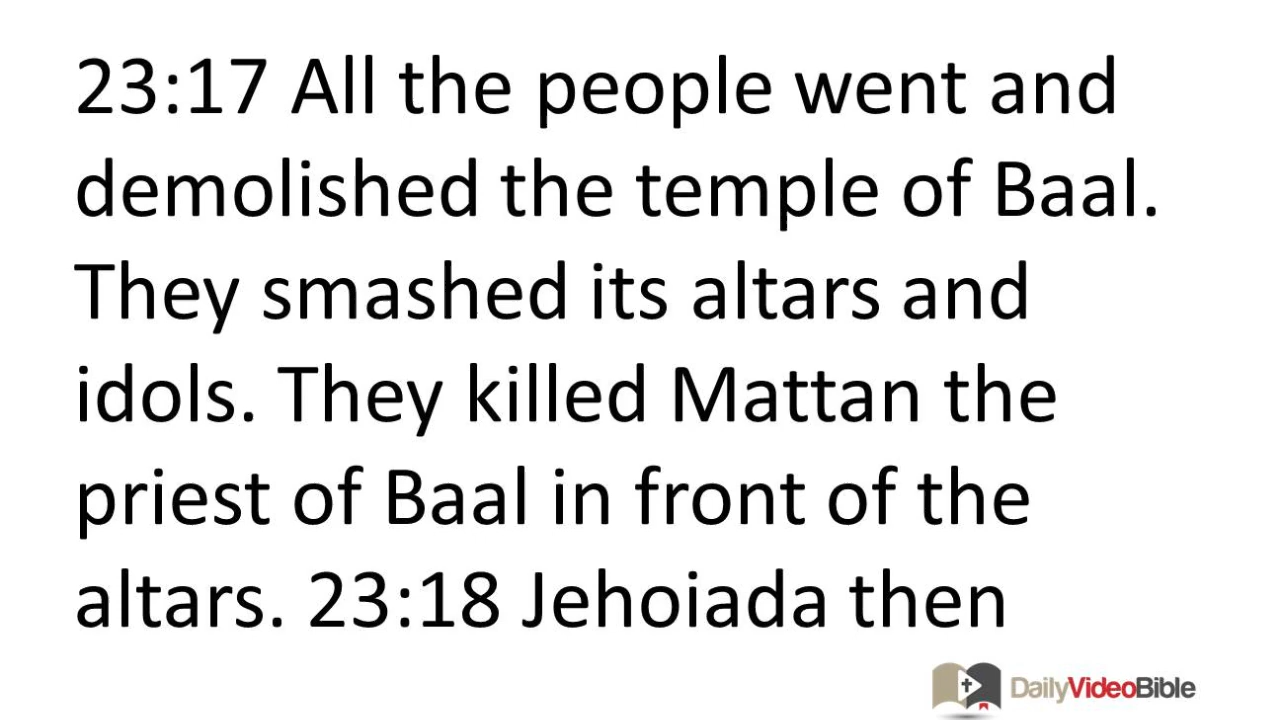 23:17 All the people went and
demolished the temple of Baal.
They smashed its altars and
idols. They killed Mattan the
priest of Baal in front of the
altars. 23:18 Jehoiada then
DailyVideoBible